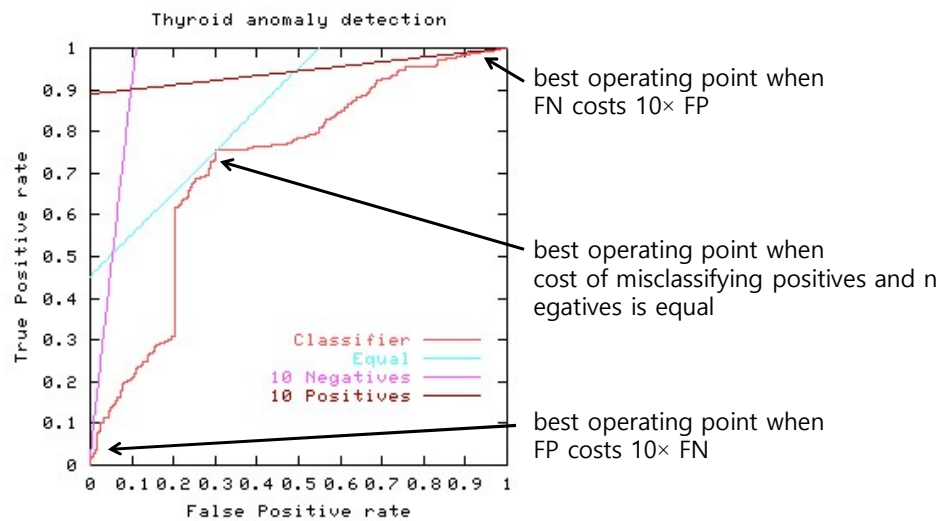 Thyroid anomaly detection
1
0.9
0.8
0.7
0.6
0.5
0.4
0.3
0.2
0.1
0
True Positive rate
0 0.1 0.2 0.3 0.4 0.5 0.6 0.7 0.8 0.9 1
False Positive rate
Classifier
Equal
10 Negatives
10 Positives
best operating point when
FN costs 10× FP
best operating point when
cost of misclassifying positives and n
egatives is equal
best operating point when
FP costs 10× FN